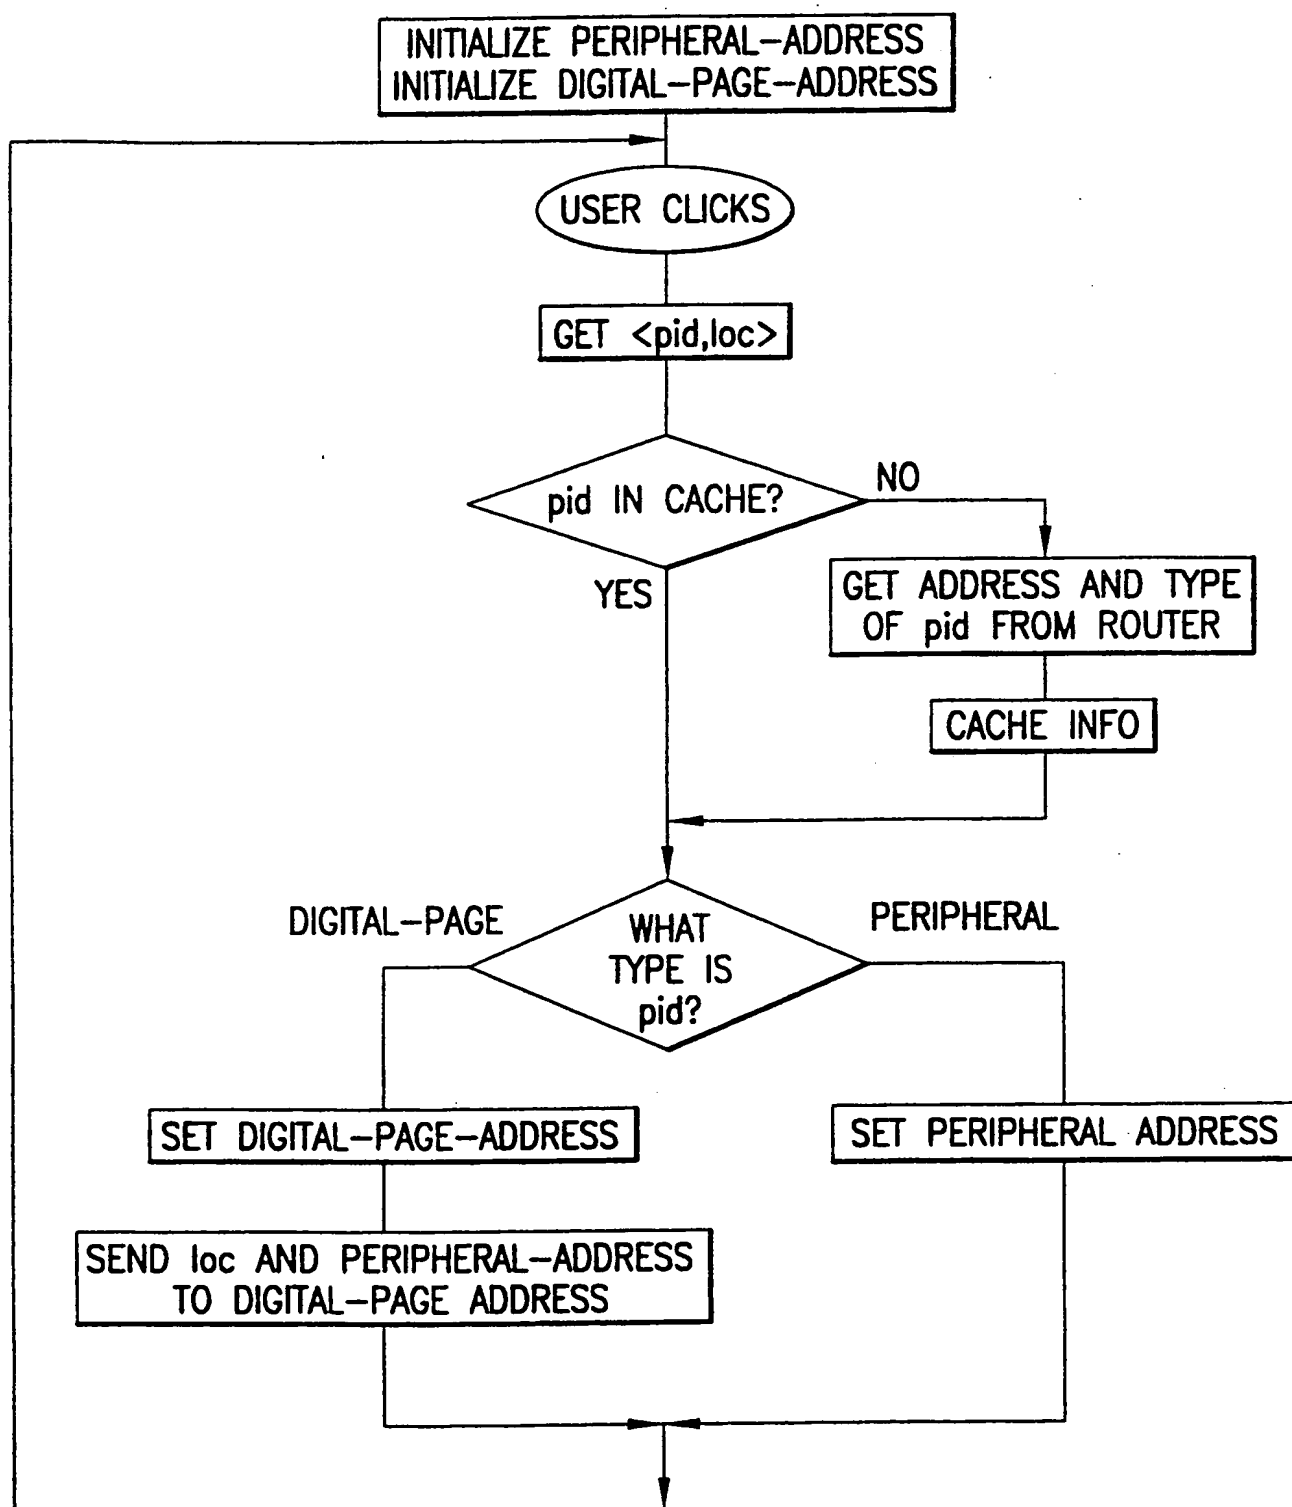 INITIALIZE PERIPHERAL-ADDRESS
INITIALIZE DIGITAL-PAGE-ADDRESS
USER CLICKS
GET <pid,loc>
pid IN CACHE?
NO
YES
GET ADDRESS AND TYPE
OF pid FROM ROUTER
CACHE INFO
DIGITAL-PAGE
WHAT
TYPE IS
pid?
PERIPHERAL
SET DIGITAL-PAGE-ADDRESS
SET PERIPHERAL ADDRESS
SEND loc AND PERIPHERAL-ADDRESS
TO DIGITAL-PAGE ADDRESS